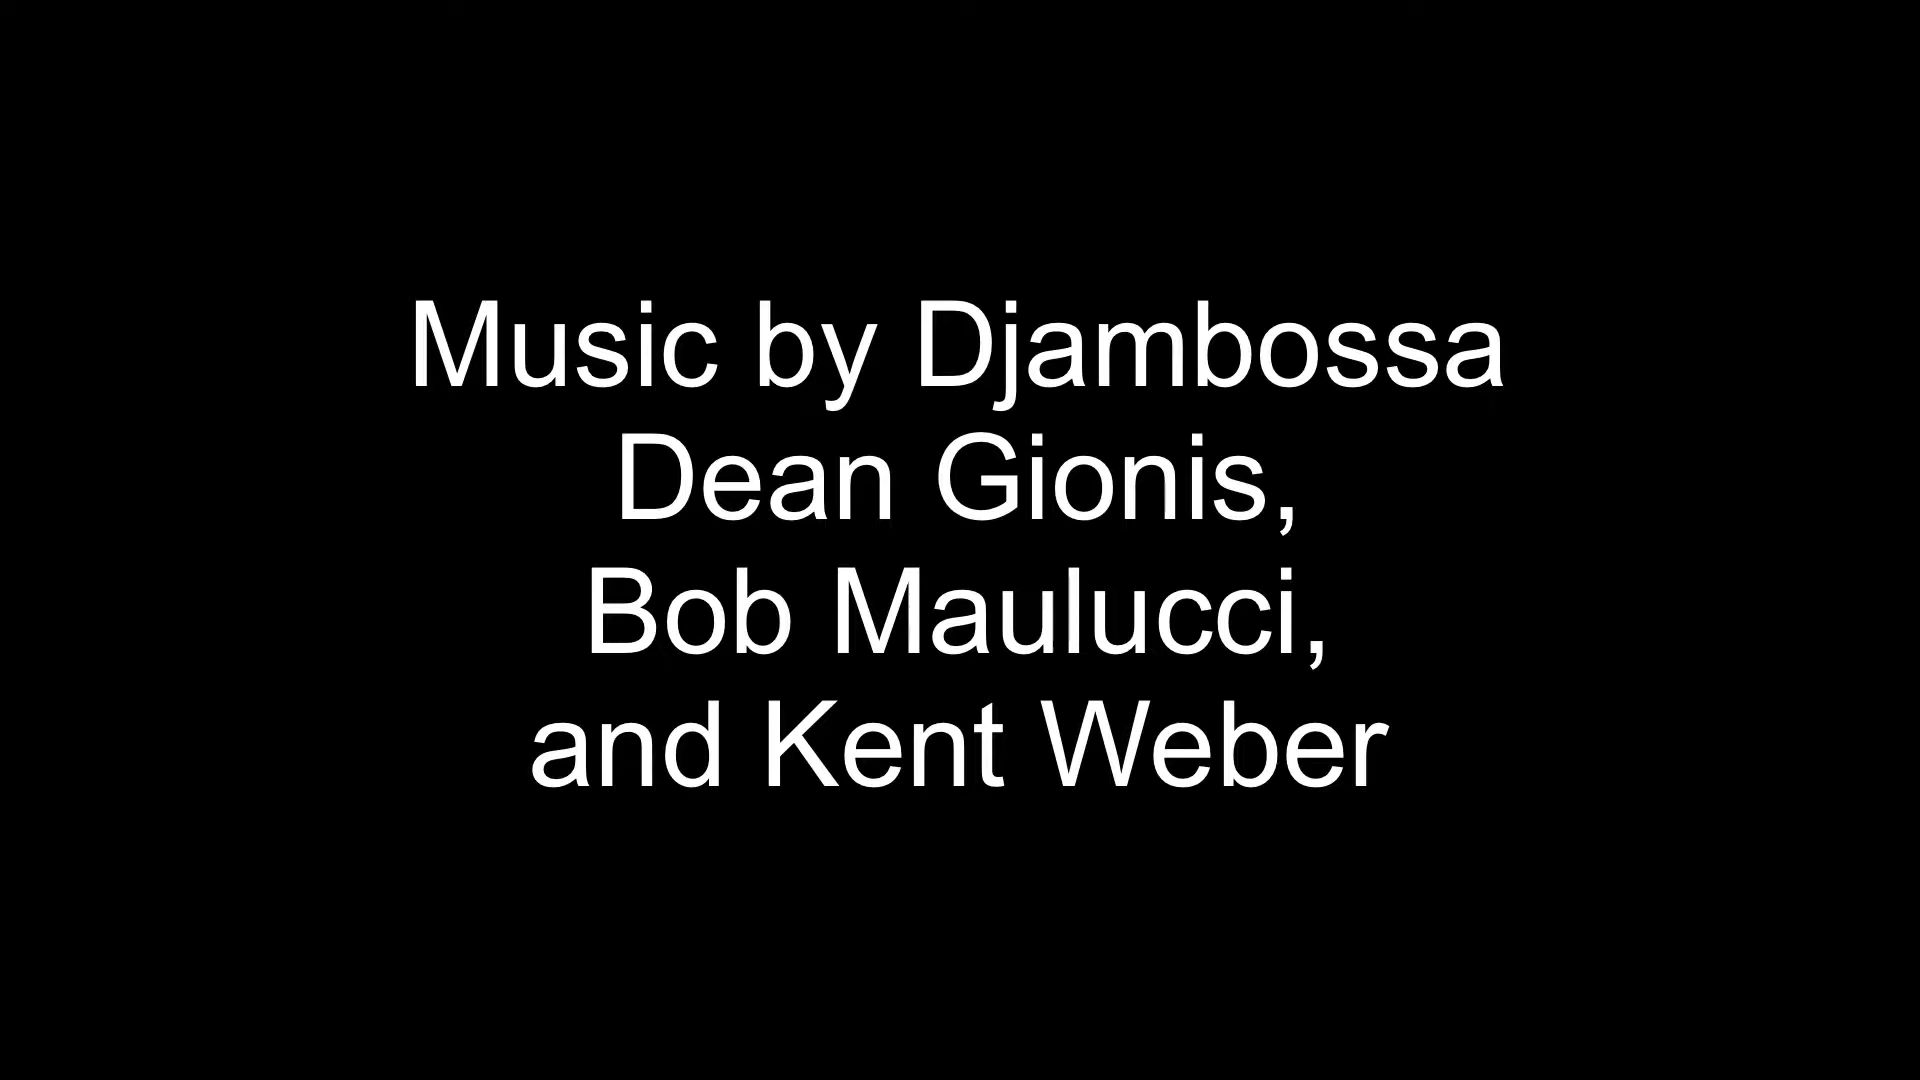 Music by Djambossa
Dean Gionis,
Bob Maulucci,
and Kent Weber